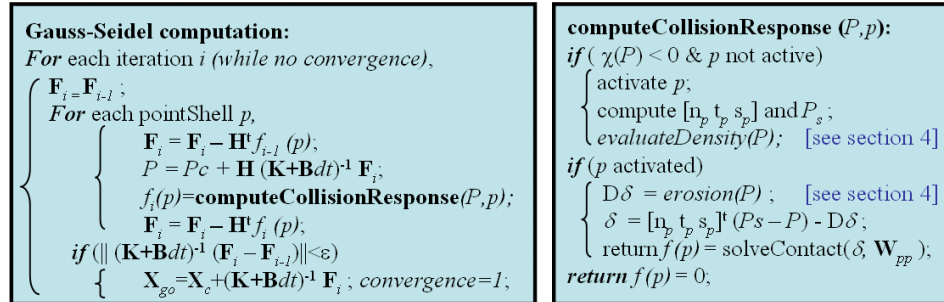 Gauss-Seidel computation:
For each iteration i (while no convergence),
F_i = F_{i-1} ;
For each pointShell p,
F_i = F_i – H^t f_{i-1} (p);
P = Pc + H (K+Bdt)^{-1} F_i;
f_i(p)=computeCollisionResponse(P,p);
F_i = F_i – H^t f_i (p);
if(|| (K+Bdt)^{-1} (F_i – F_{i-1})||<ε)
X_{go}=X_c+(K+Bdt)^{-1} F_i ; convergence=1;
computeCollisionResponse (P,p):
if ( χ(P) < 0 & p not active)
activate p;
compute [n_p t_p s_p] and P_s ;
evaluateDensity(P); [see section 4]
if (p activated)
Dδ = erosion(P) ; [see section 4]
δ = [n_p t_p s_p]^t (Ps – P) - Dδ;
return f(p) = solveContact(δ, W_{pp} );
return f(p) = 0;